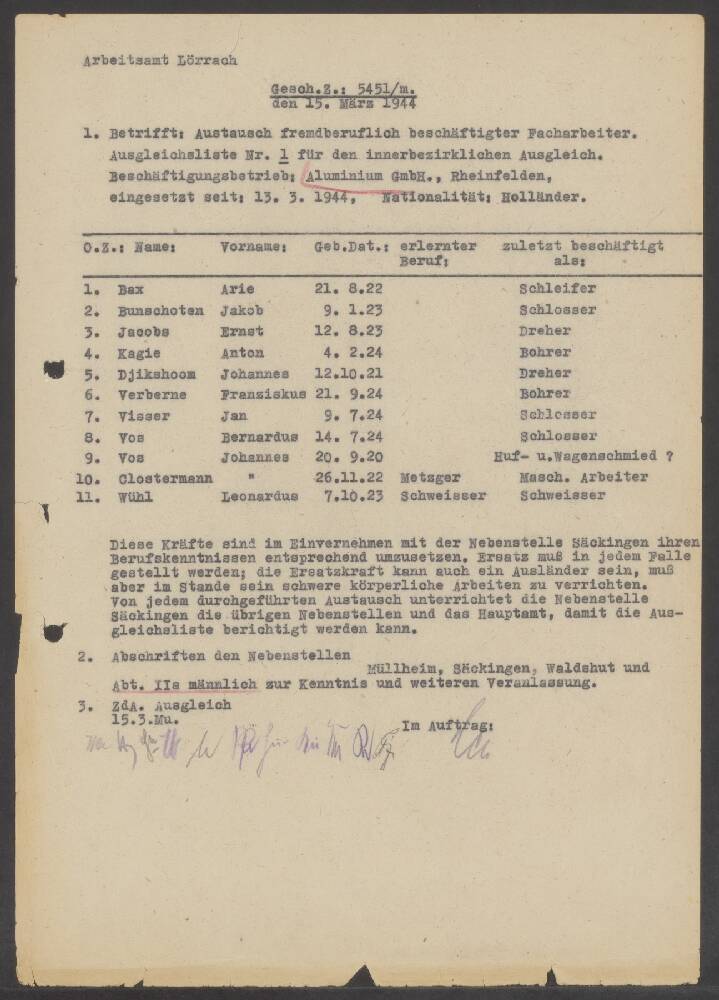 Arbeitsamt Lörrach
Gesch.Z.: 5451/m.
den 15. März 1944
1. Betrifft: Austausch fremdberuflich beschäftigter Facharbeiter.
Ausgleichsliste Nr. 1 für den innerbezirklichen Ausgleich.
Beschäftigungsbetrieb: Aluminium GmbH., Rheinfelden,
eingesetzt seit: 13. 3. 1944, Nationalität: Holländer.
O.Z.: Name: Vorname: Geb.Dat.: erlernter zuletzt beschäftigt
Beruf: als:
1. Bax Arie 21. 8.22 Schleifer
2. Bunschoten Jakob 9. 1.23 Schlosser
3. Jacobs Ernst 12. 8.23 Dreher
4. Kagie Anton 4. 2.24 Bohrer
5. Djikshoom Johannes 12.10.21 Dreher
6. Verberne Franziskus 21. 9.24 Bohrer
7. Visser Jan 9. 7.24 Schlosser
8. Vos Bernardus 14. 7.24 Schlosser
9. Vos Johannes 20. 9.20 Huf- u.Wagenschmied ?
10. Clostermann " 26.11.22 Metzger Masch. Arbeiter
11. Wühl Leonardus 7.10.23 Schweisser Schweisser
Diese Kräfte sind im Einvernehmen mit der Nebenstelle Säckingen ihren
Berufskenntnissen entsprechend umzusetzen. Ersatz muß in jedem Falle
gestellt werden; die Ersatzkraft kann auch ein Ausländer sein, muß
aber im Stande sein schwere körperliche Arbeiten zu verrichten.
Von jedem durchgeführten Austausch unterrichtet die Nebenstelle
Säckingen die übrigen Nebenstellen und das Hauptamt, damit die Aus-
gleichsliste berichtigt werden kann.
2. Abschriften den Nebenstellen
Müllheim, Säckingen, Waldshut und
Abt. IIa männlich zur Kenntnis und weiteren Veranlassung.
3. ZdA. Ausgleich
15.3.Mu.
Im Auftrag: